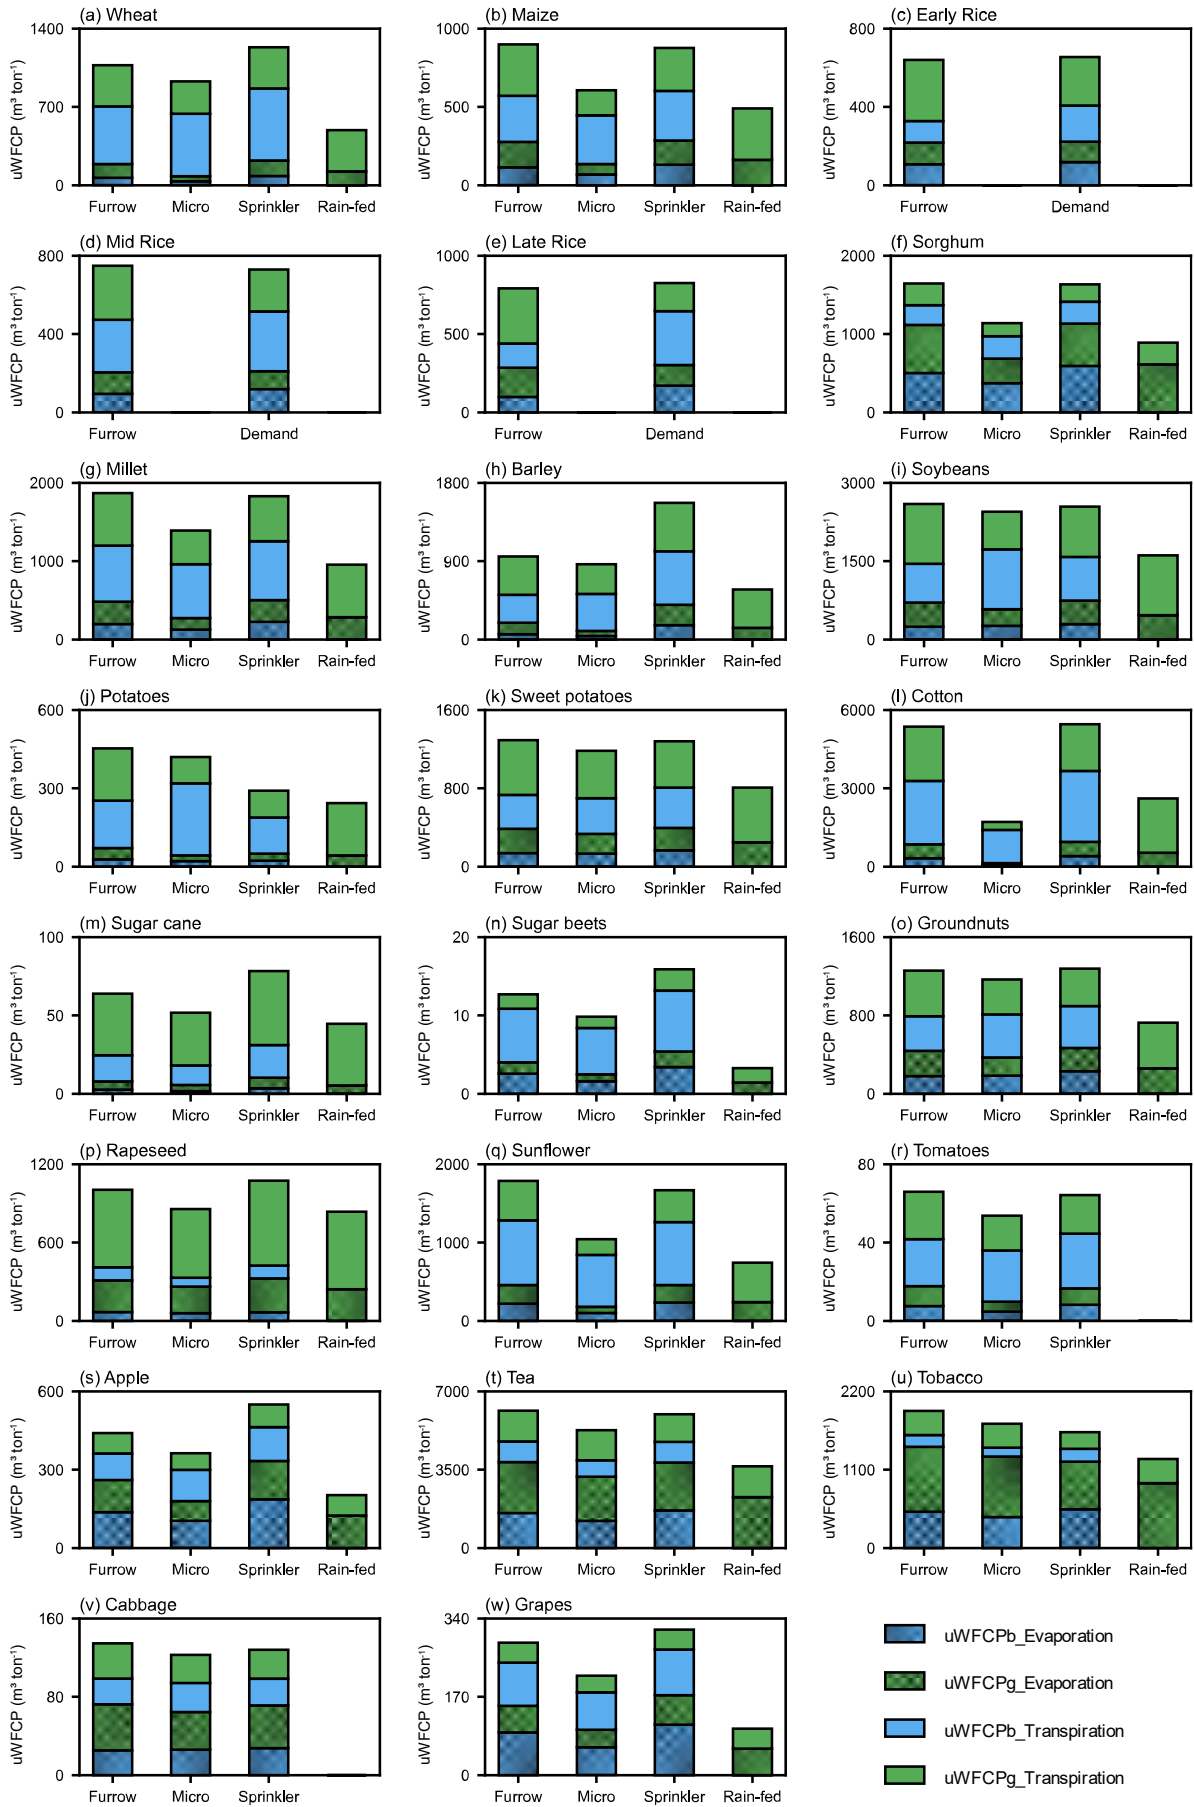 (a) Wheat
uWFCP (m³ ton⁻¹)
1400
700
0
Furrow Micro Sprinkler Rain-fed
(b) Maize
uWFCP (m³ ton⁻¹)
1000
500
0
Furrow Micro Sprinkler Rain-fed
(c) Early Rice
uWFCP (m³ ton⁻¹)
800
400
0
Furrow Demand
(d) Mid Rice
uWFCP (m³ ton⁻¹)
800
400
0
Furrow Demand
(e) Late Rice
uWFCP (m³ ton⁻¹)
1000
500
0
Furrow Demand
(f) Sorghum
uWFCP (m³ ton⁻¹)
2000
1000
0
Furrow Micro Sprinkler Rain-fed
(g) Millet
uWFCP (m³ ton⁻¹)
2000
1000
0
Furrow Micro Sprinkler Rain-fed
(h) Barley
uWFCP (m³ ton⁻¹)
1800
900
0
Furrow Micro Sprinkler Rain-fed
(i) Soybeans
uWFCP (m³ ton⁻¹)
3000
1500
0
Furrow Micro Sprinkler Rain-fed
(j) Potatoes
uWFCP (m³ ton⁻¹)
600
300
0
Furrow Micro Sprinkler Rain-fed
(k) Sweet potatoes
uWFCP (m³ ton⁻¹)
1600
800
0
Furrow Micro Sprinkler Rain-fed
(l) Cotton
uWFCP (m³ ton⁻¹)
6000
3000
0
Furrow Micro Sprinkler Rain-fed
(m) Sugar cane
uWFCP (m³ ton⁻¹)
100
50
0
Furrow Micro Sprinkler Rain-fed
(n) Sugar beets
uWFCP (m³ ton⁻¹)
20
10
0
Furrow Micro Sprinkler Rain-fed
(o) Groundnuts
uWFCP (m³ ton⁻¹)
1600
800
0
Furrow Micro Sprinkler Rain-fed
(p) Rapeseed
uWFCP (m³ ton⁻¹)
1200
600
0
Furrow Micro Sprinkler Rain-fed
(q) Sunflower
uWFCP (m³ ton⁻¹)
2000
1000
0
Furrow Micro Sprinkler Rain-fed
(r) Tomatoes
uWFCP (m³ ton⁻¹)
80
40
0
Furrow Micro Sprinkler
(s) Apple
uWFCP (m³ ton⁻¹)
600
300
0
Furrow Micro Sprinkler Rain-fed
(t) Tea
uWFCP (m³ ton⁻¹)
7000
3500
0
Furrow Micro Sprinkler Rain-fed
(u) Tobacco
uWFCP (m³ ton⁻¹)
2200
1100
0
Furrow Micro Sprinkler Rain-fed
(v) Cabbage
uWFCP (m³ ton⁻¹)
160
80
0
Furrow Micro Sprinkler
(w) Grapes
uWFCP (m³ ton⁻¹)
340
170
0
Furrow Micro Sprinkler Rain-fed
uWFCPb_Evaporation
uWFCPg_Evaporation
uWFCPb_Transpiration
uWFCPg_Transpiration